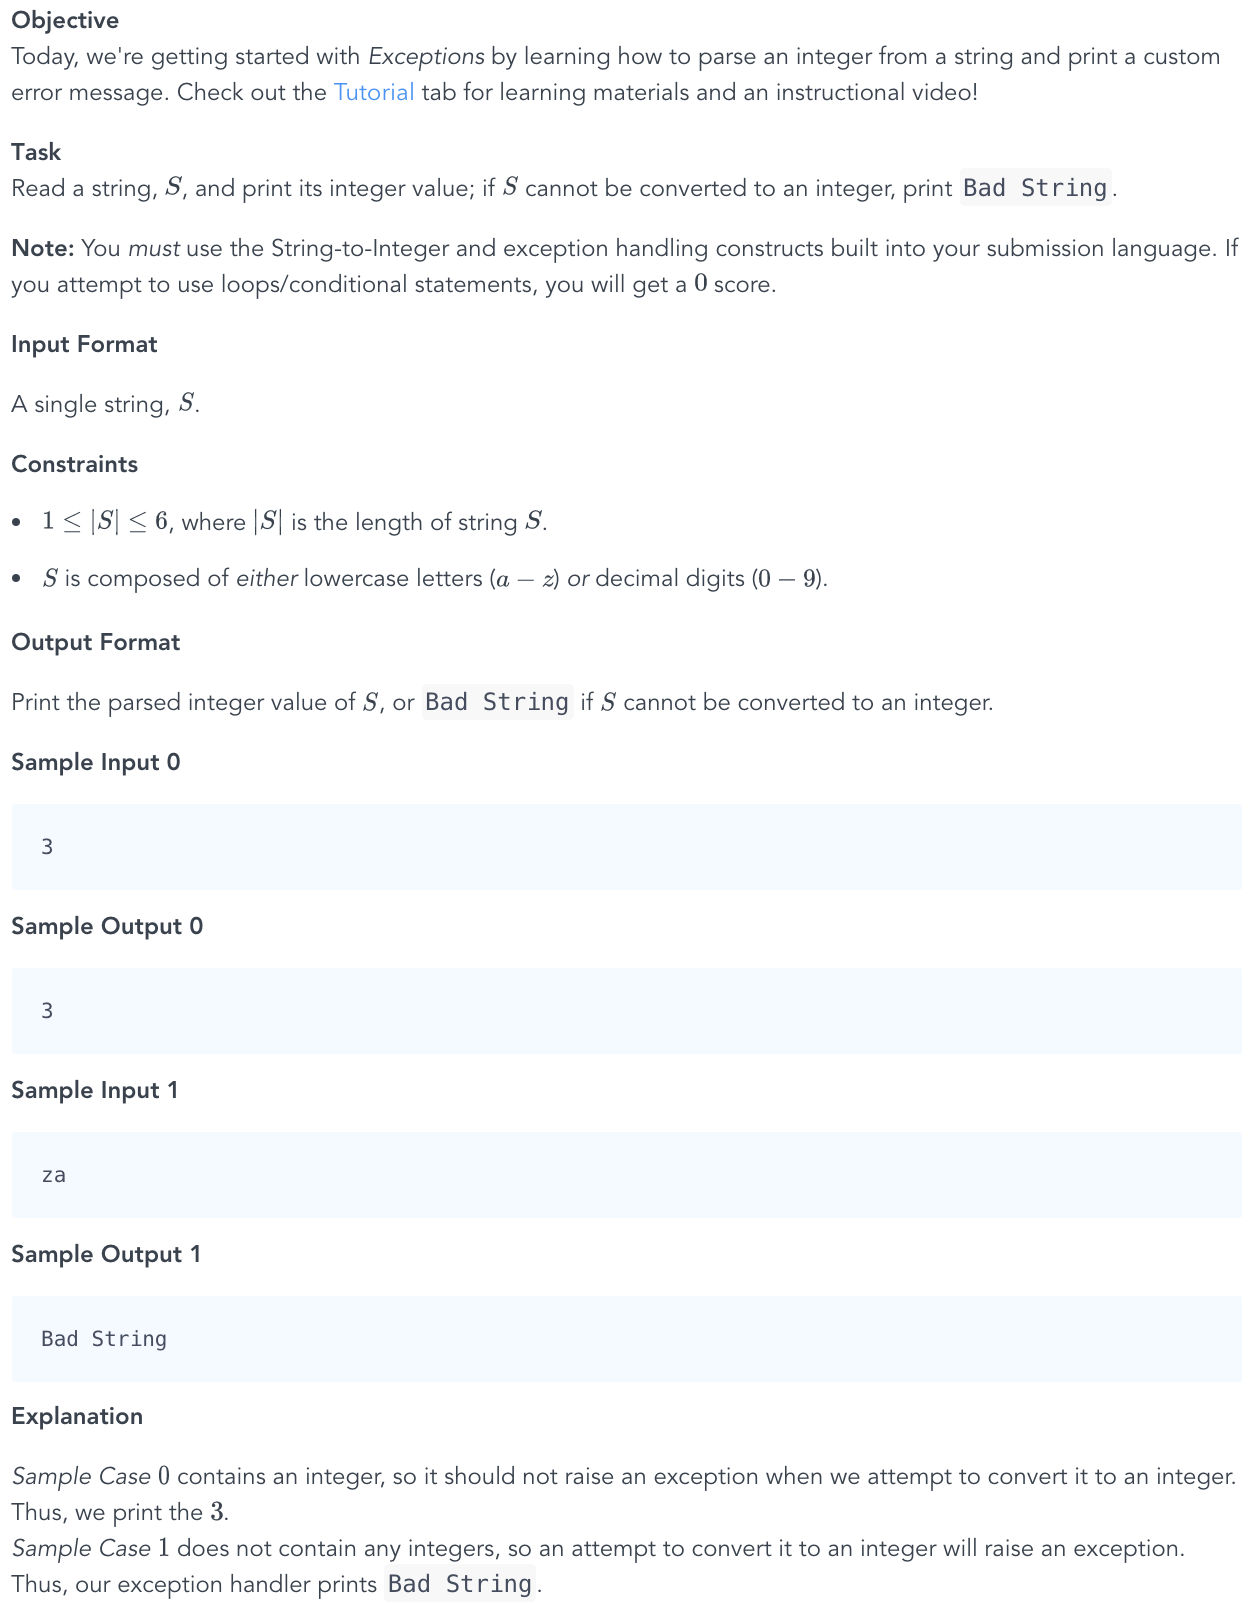 Objective
Today, we're getting started with Exceptions by learning how to parse an integer from a string and print a custom
error message. Check out the Tutorial tab for learning materials and an instructional video!
Task
Read a string, S, and print its integer value; if S cannot be converted to an integer, print Bad String.
Note: You must use the String-to-Integer and exception handling constructs built into your submission language. If
you attempt to use loops/conditional statements, you will get a 0 score.
Input Format
A single string, S.
Constraints
• 1 ≤ |S| ≤ 6, where |S| is the length of string S.
• S is composed of either lowercase letters (a − z) or decimal digits (0 − 9).
Output Format
Print the parsed integer value of S, or Bad String if S cannot be converted to an integer.
Sample Input 0
3
Sample Output 0
3
Sample Input 1
za
Sample Output 1
Bad String
Explanation
Sample Case 0 contains an integer, so it should not raise an exception when we attempt to convert it to an integer.
Thus, we print the 3.
Sample Case 1 does not contain any integers, so an attempt to convert it to an integer will raise an exception.
Thus, our exception handler prints Bad String.